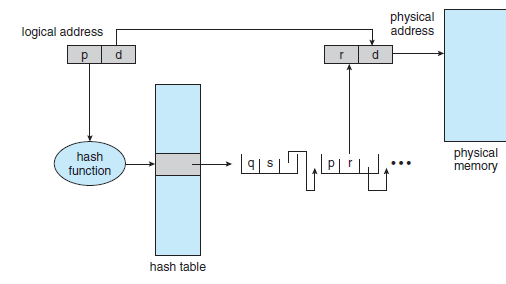 logical address
physical
address
p d
r d
hash
function
q s
p r
•••
physical
memory
hash table